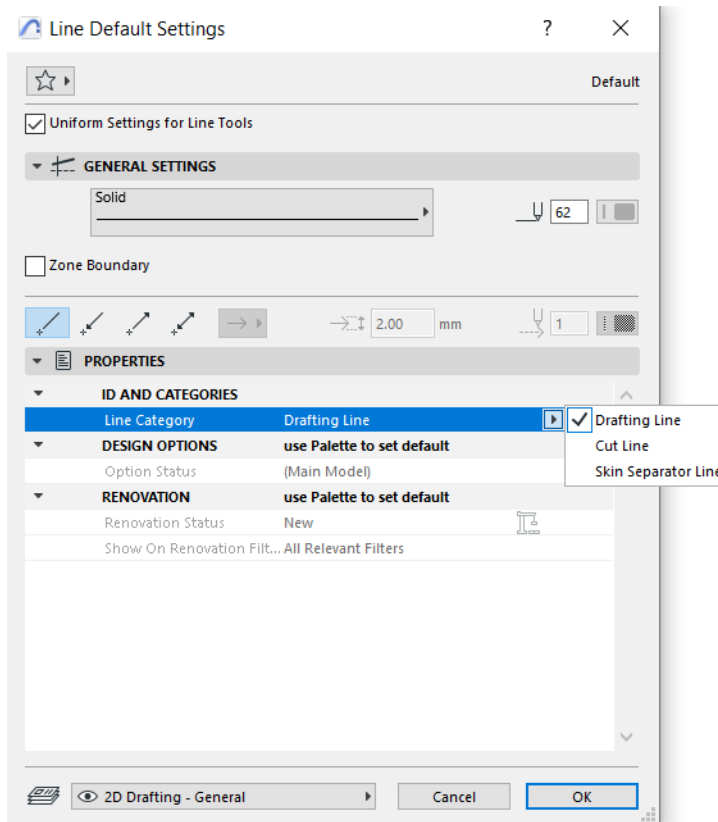 Line Default Settings ?
Default
Uniform Settings for Line Tools
GENERAL SETTINGS
Solid
62
Zone Boundary
2.00 mm 1
PROPERTIES
ID AND CATEGORIES
Line Category Drafting Line
Drafting Line
Cut Line
Skin Separator Line
DESIGN OPTIONS use Palette to set default
Option Status (Main Model)
RENOVATION use Palette to set default
Renovation Status New
Show On Renovation Filt... All Relevant Filters
2D Drafting - General Cancel OK